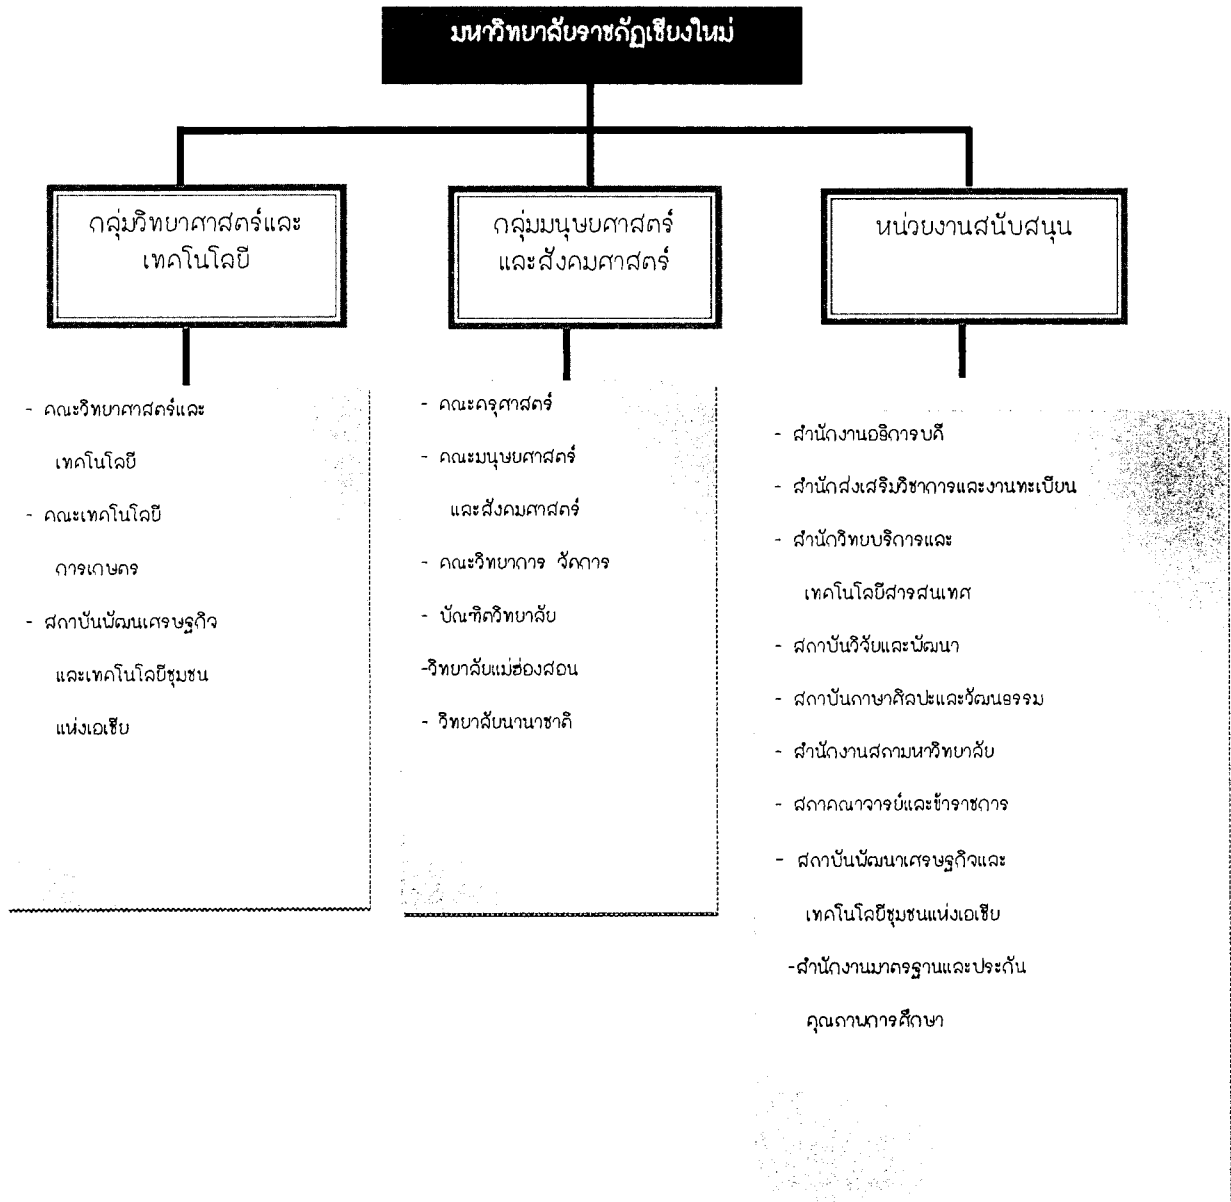 มหาวิทยาลัยราชภัฏเชียงใหม่
กลุ่มวิทยาศาสตร์และ
เทคโนโลยี
กลุ่มมนุษยศาสตร์
และสังคมศาสตร์
หน่วยงานสนับสนุน
- คณะวิทยาศาสตร์และ
เทคโนโลยี
- คณะเทคโนโลยี
การเกษตร
- สถาบันพัฒนเศรษฐกิจ
และเทคโนโลยีชุมชน
แห่งเอเชีย
- คณะครุศาสตร์
- คณะมนุษยศาสตร์
และสังคมศาสตร์
- คณะวิทยาการ จัดการ
- บัณฑิตวิทยาลัย
-วิทยาลัยแม่ฮ่องสอน
- วิทยาลัยนานาชาติ
- สำนักงานอธิการบดี
- สำนักส่งเสริมวิชาการและงานทะเบียน
- สำนักวิทยบริการและ
เทคโนโลยีสารสนเทศ
- สถาบันวิจัยและพัฒนา
- สถาบันภาษาศิลปะและวัฒนธรรม
- สำนักงานสภามหาวิทยาลัย
- สภาคณาจารย์และข้าราชการ
- สถาบันพัฒนาเศรษฐกิจและ
เทคโนโลยีชุมชนแห่งเอเชีย
-สำนักงานมาตรฐานและประกัน
คุณภาพการศึกษา